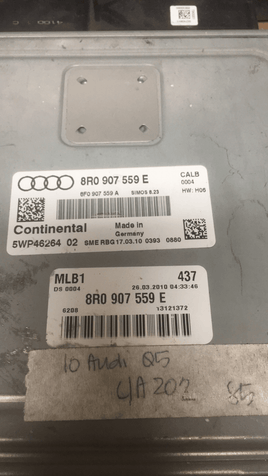 8R0 907 559 E
8F0 907 559 A SIMOS 8.23
CALB
0004
HW: H08
Continental
Made in
Germany
5WP46264 02 SME RBG 17.03.10 0393 0880
MLB1 437
DS 0004 26.03.2010 04:33:46
8R0 907 559 E
6208 13121372
10 Audi Q5